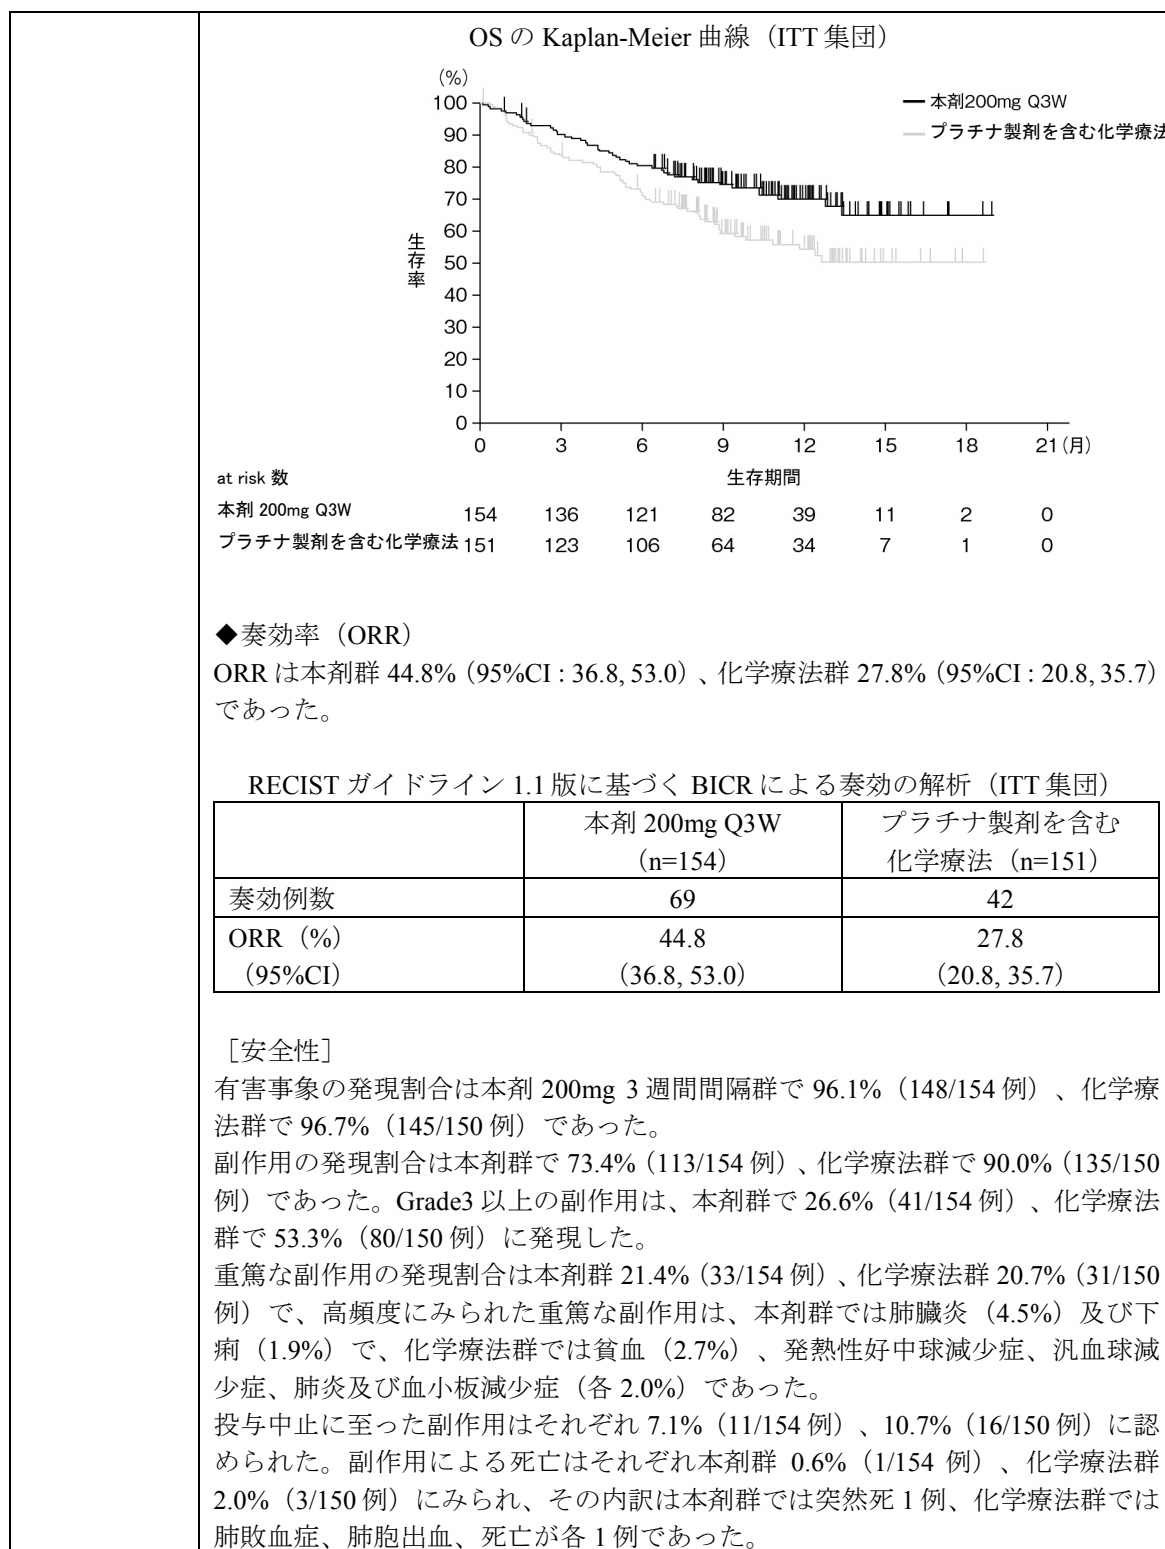 OS の Kaplan-Meier 曲線（ITT 集団）
(%)
100
90
80
70
60
50
40
30
20
10
0
生存率
本剤200mg Q3W
プラチナ製剤を含む化学療法
0 3 6 9 12 15 18 21(月)
at risk 数 生存期間
本剤 200mg Q3W 154 136 121 82 39 11 2 0
プラチナ製剤を含む化学療法 151 123 106 64 34 7 1 0
◆奏効率（ORR）
ORR は本剤群 44.8%（95%CI : 36.8, 53.0）、化学療法群 27.8%（95%CI : 20.8, 35.7）
であった。
RECIST ガイドライン 1.1 版に基づく BICR による奏効の解析（ITT 集団）
本剤 200mg Q3W プラチナ製剤を含む
（n=154） 化学療法（n=151）
奏効例数 69 42
ORR（%） 44.8 27.8
（95%CI） （36.8, 53.0） （20.8, 35.7）
［安全性］
有害事象の発現割合は本剤 200mg 3 週間間隔群で 96.1%（148/154 例）、化学療
法群で 96.7%（145/150 例）であった。
副作用の発現割合は本剤群で 73.4%（113/154 例）、化学療法群で 90.0%（135/150
例）であった。Grade3 以上の副作用は、本剤群で 26.6%（41/154 例）、化学療法
群で 53.3%（80/150 例）に発現した。
重篤な副作用の発現割合は本剤群 21.4%（33/154 例）、化学療法群 20.7%（31/150
例）で、高頻度にみられた重篤な副作用は、本剤群では肺臓炎（4.5%）及び下
痢（1.9%）で、化学療法群では貧血（2.7%）、発熱性好中球減少症、汎血球減
少症、肺炎及び血小板減少症（各 2.0%）であった。
投与中止に至った副作用はそれぞれ 7.1%（11/154 例）、10.7%（16/150 例）に認
められた。副作用による死亡はそれぞれ本剤群 0.6%（1/154 例）、化学療法群
2.0%（3/150 例）にみられ、その内訳は本剤群では突然死 1 例、化学療法群では
肺敗血症、肺胞出血、死亡が各 1 例であった。